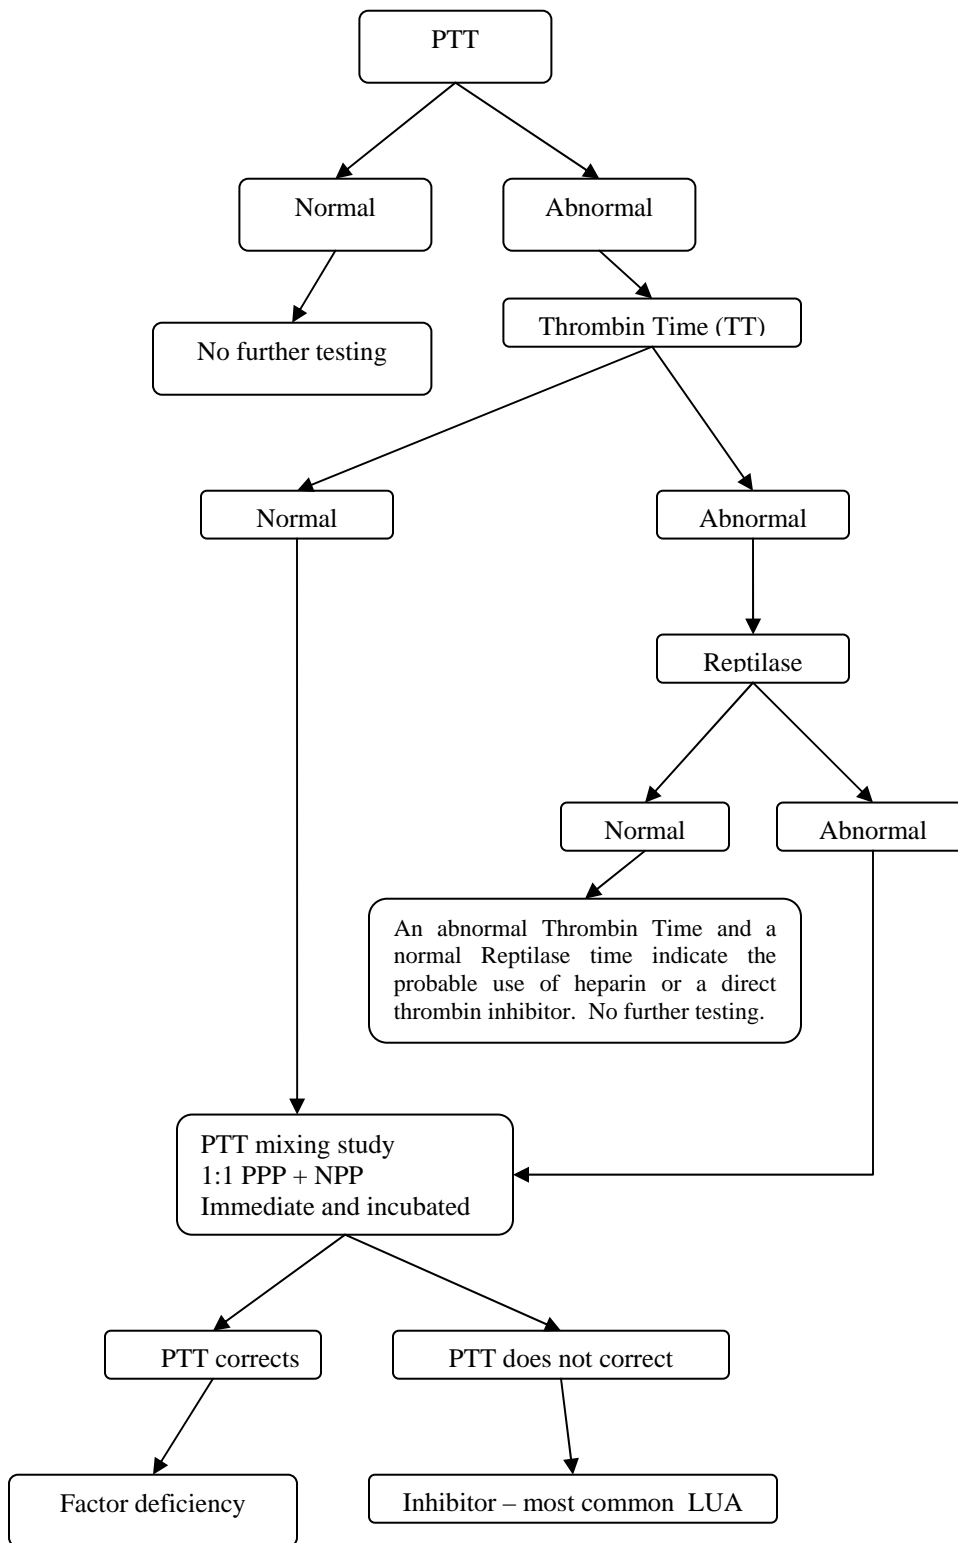 PTT
Normal
Abnormal
No further testing
Thrombin Time (TT)
Normal
Abnormal
Reptilase
Normal
Abnormal
An abnormal Thrombin Time and a
normal Reptilase time indicate the
probable use of heparin or a direct
thrombin inhibitor. No further testing.
PTT mixing study
1:1 PPP + NPP
Immediate and incubated
PTT corrects
PTT does not correct
Factor deficiency
Inhibitor – most common LUA